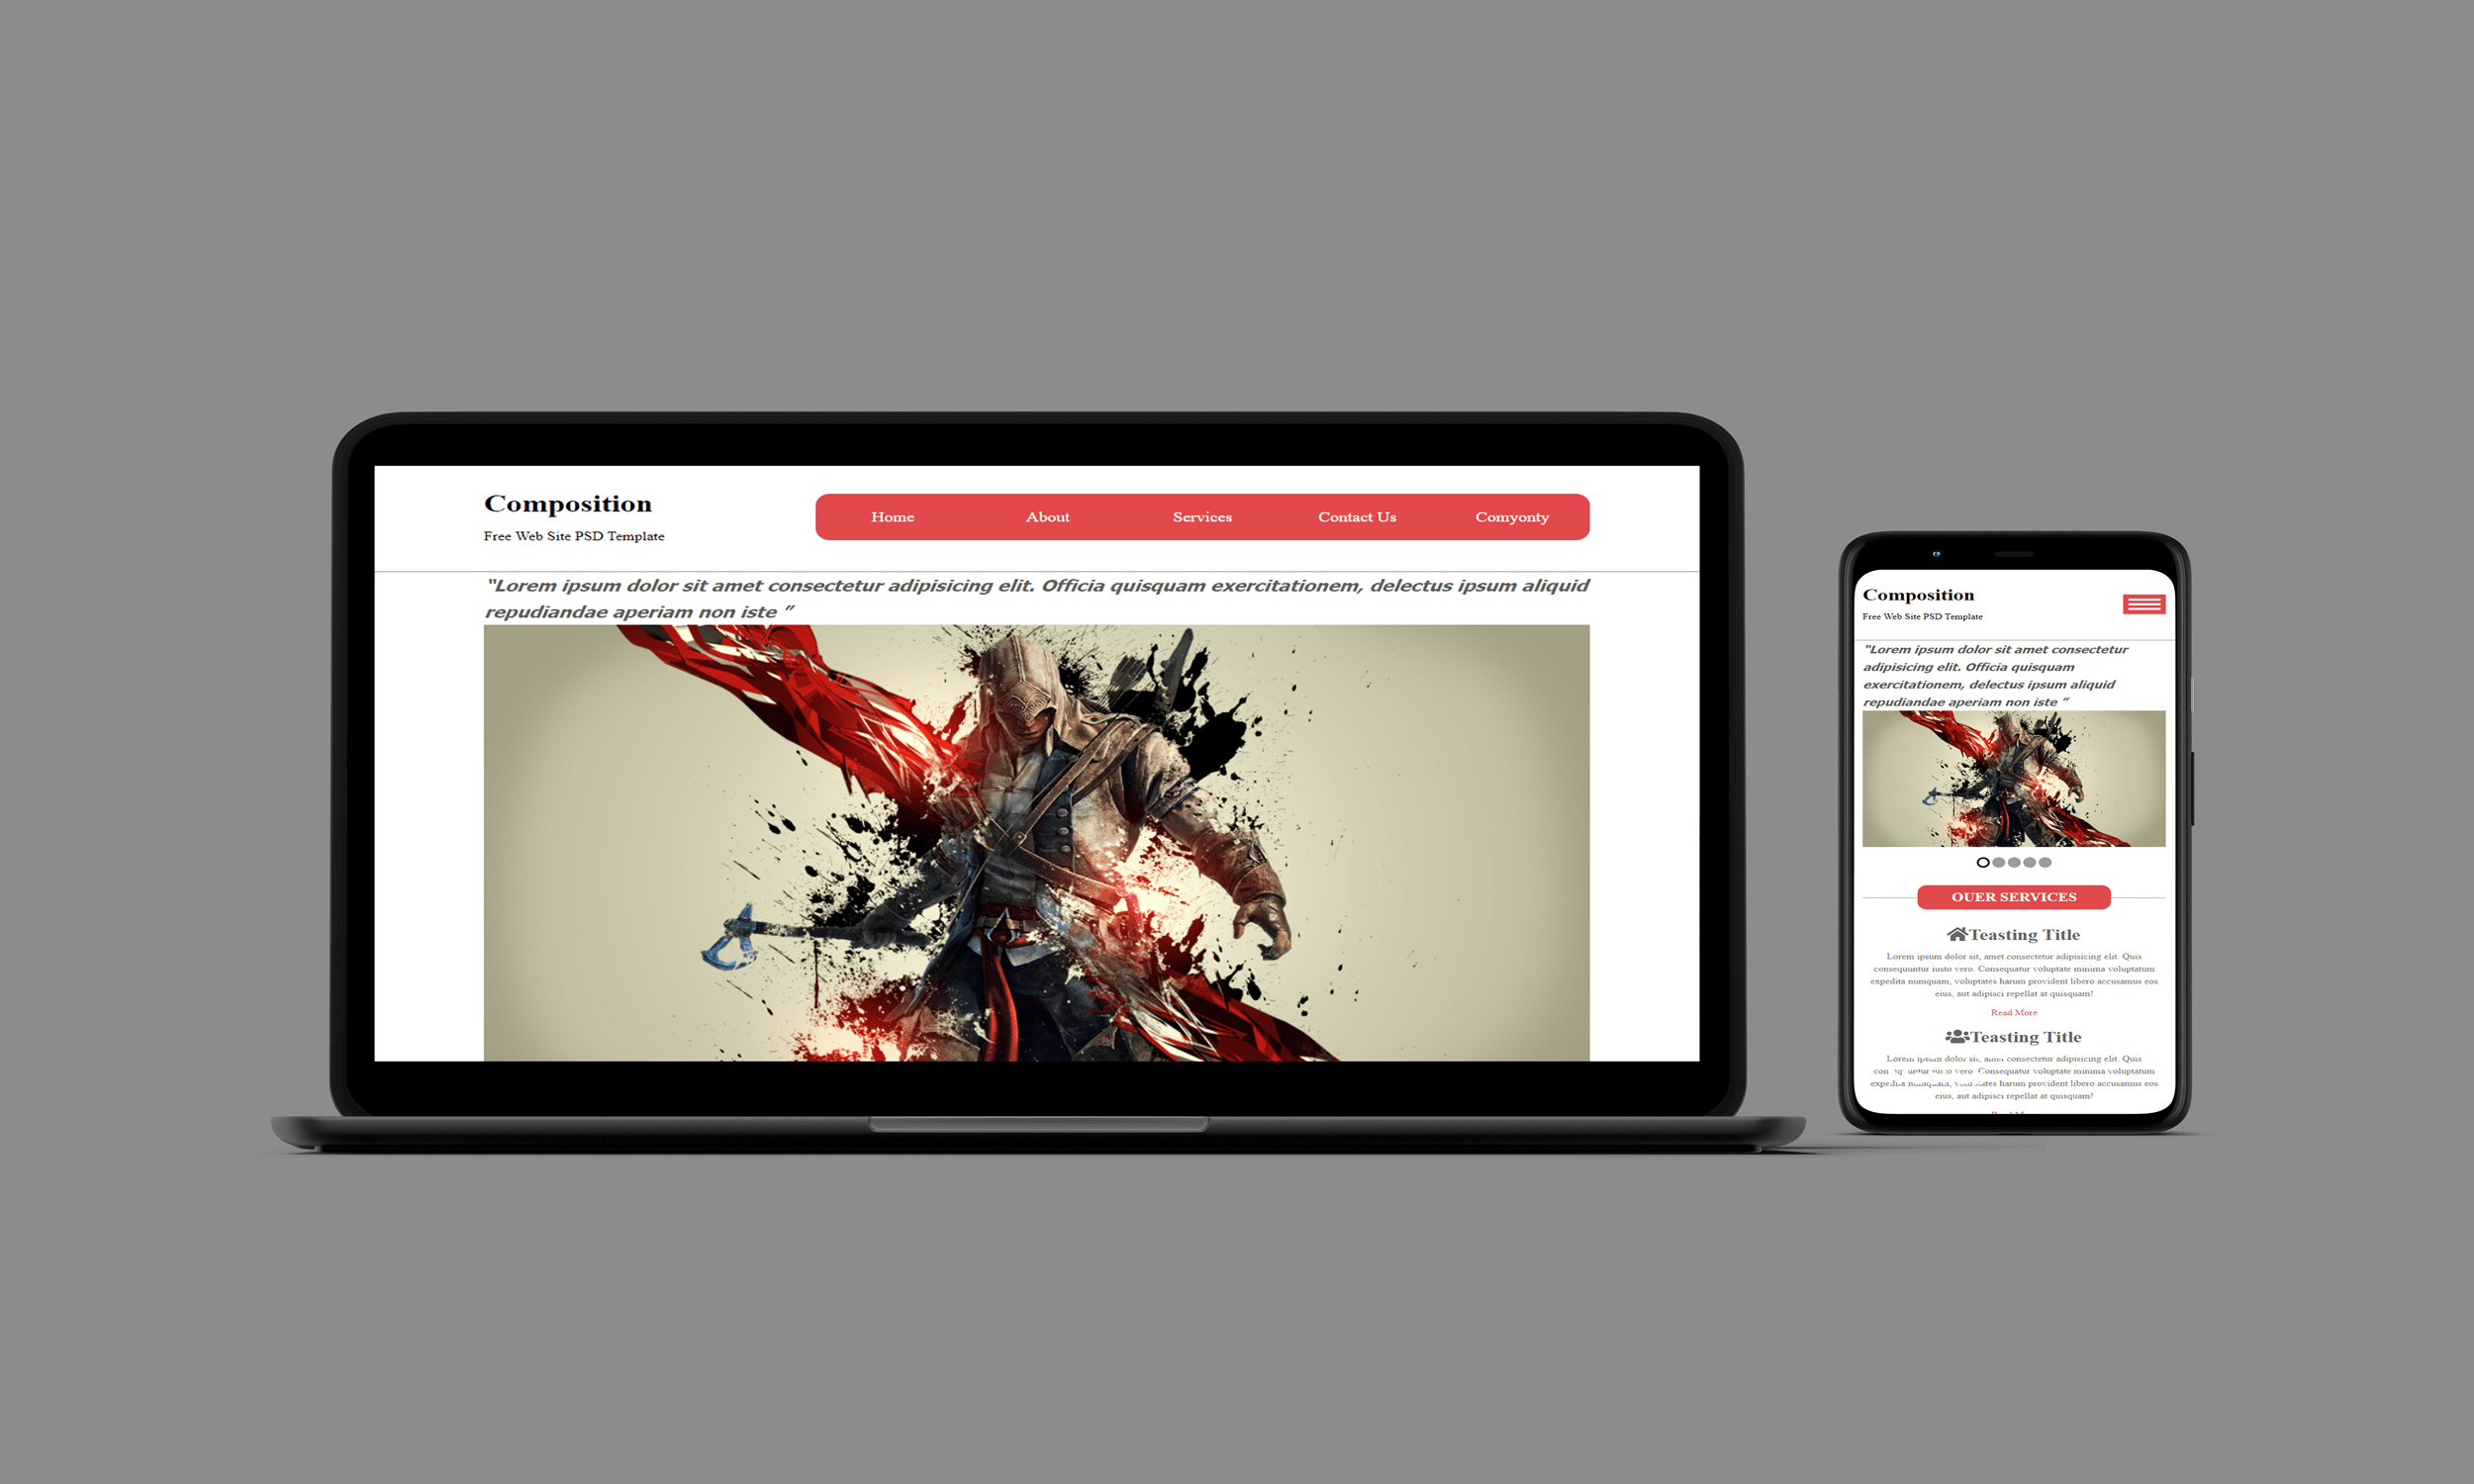 Composition
Free Web Site PSD Template
Home About Services Contact Us Comyonty
"Lorem ipsum dolor sit amet consectetur adipisicing elit. Officia quisquam exercitationem, delectus ipsum aliquid
repudiandae aperiam non iste "
Composition
Free Web Site PSD Template
"Lorem ipsum dolor sit amet consectetur
adipisicing elit. Officia quisquam
exercitationem, delectus ipsum aliquid
repudiandae aperiam non iste "
OUER SERVICES
Teasting Title
Lorem ipsum dolor sit, amet consectetur adipisicing elit. Quis
consequuntur iusto vero. Consequatur voluptate minima voluptatum
expedita numquam, voluptates harum provident libero accusamus eos
eius, aut adipisci repellat at quisquam!
Read More
Teasting Title
Lorem ipsum dolor sit, amet consectetur adipisicing elit. Quis
vero. Consequatur voluptate minima voluptatum
expedita numquam, harum provident libero accusamus eos
eius, aut adipisci repellat at quisquam!